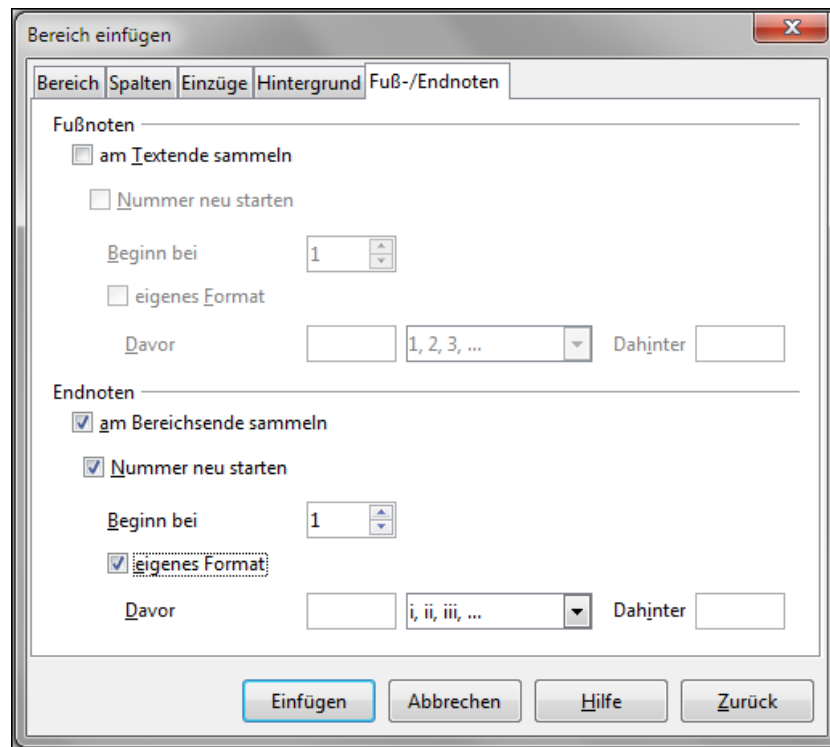 Bereich einfügen
Bereich Spalten Einzüge Hintergrund Fuß-/Endnoten
Fußnoten
am Textende sammeln
Nummer neu starten
Beginn bei 1
eigenes Format
Davor 1, 2, 3, ... Dahinter
Endnoten
am Bereichsende sammeln
Nummer neu starten
Beginn bei 1
eigenes Format
Davor i, ii, iii, ... Dahinter
Einfügen Abbrechen Hilfe Zurück